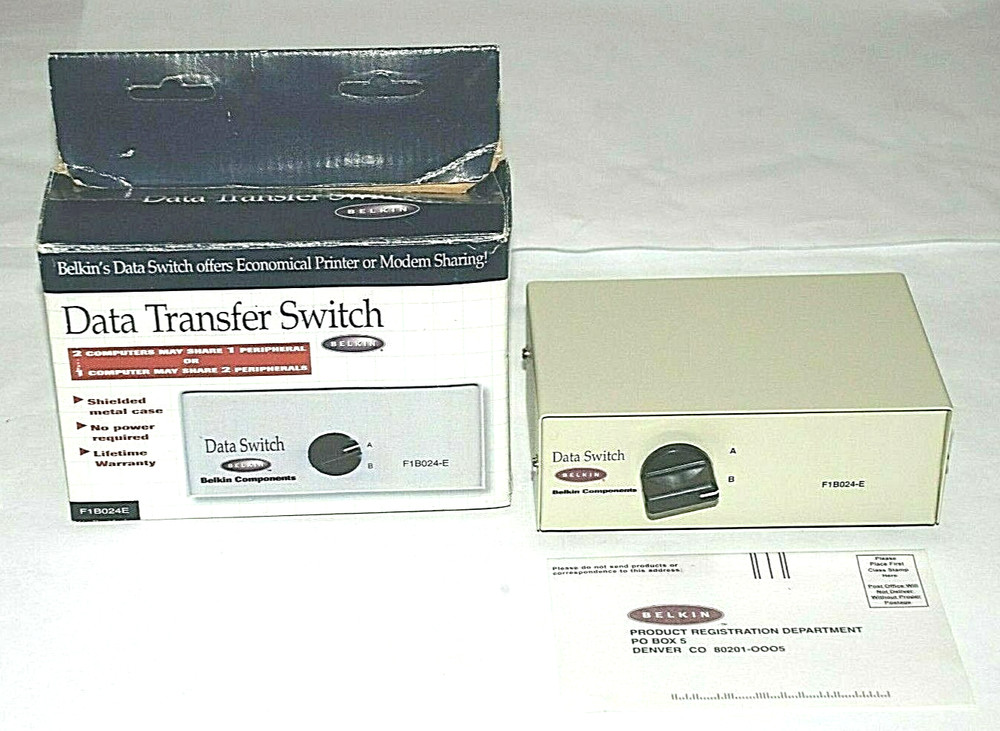 Data Transfer Switch
BELKIN
Belkin's Data Switch offers Economical Printer or Modem Sharing!
Data Transfer Switch
BELKIN
2 COMPUTERS MAY SHARE 1 PERIPHERAL
OR
1 COMPUTER MAY SHARE 2 PERIPHERALS
Shielded
metal case
No power
required
Lifetime
Warranty
Data Switch
BELKIN
Belkin Components
A
B
F1B024-E
F1B024E
Data Switch
BELKIN
Belkin Components
A
B
F1B024-E
Please do not send products or
correspondence to this address.
Please
Place First
Class Stamp
Here
Post Office Will
Not Deliver
Without Proper
Postage
BELKIN
PRODUCT REGISTRATION DEPARTMENT
PO BOX 5
DENVER CO 80201-0005